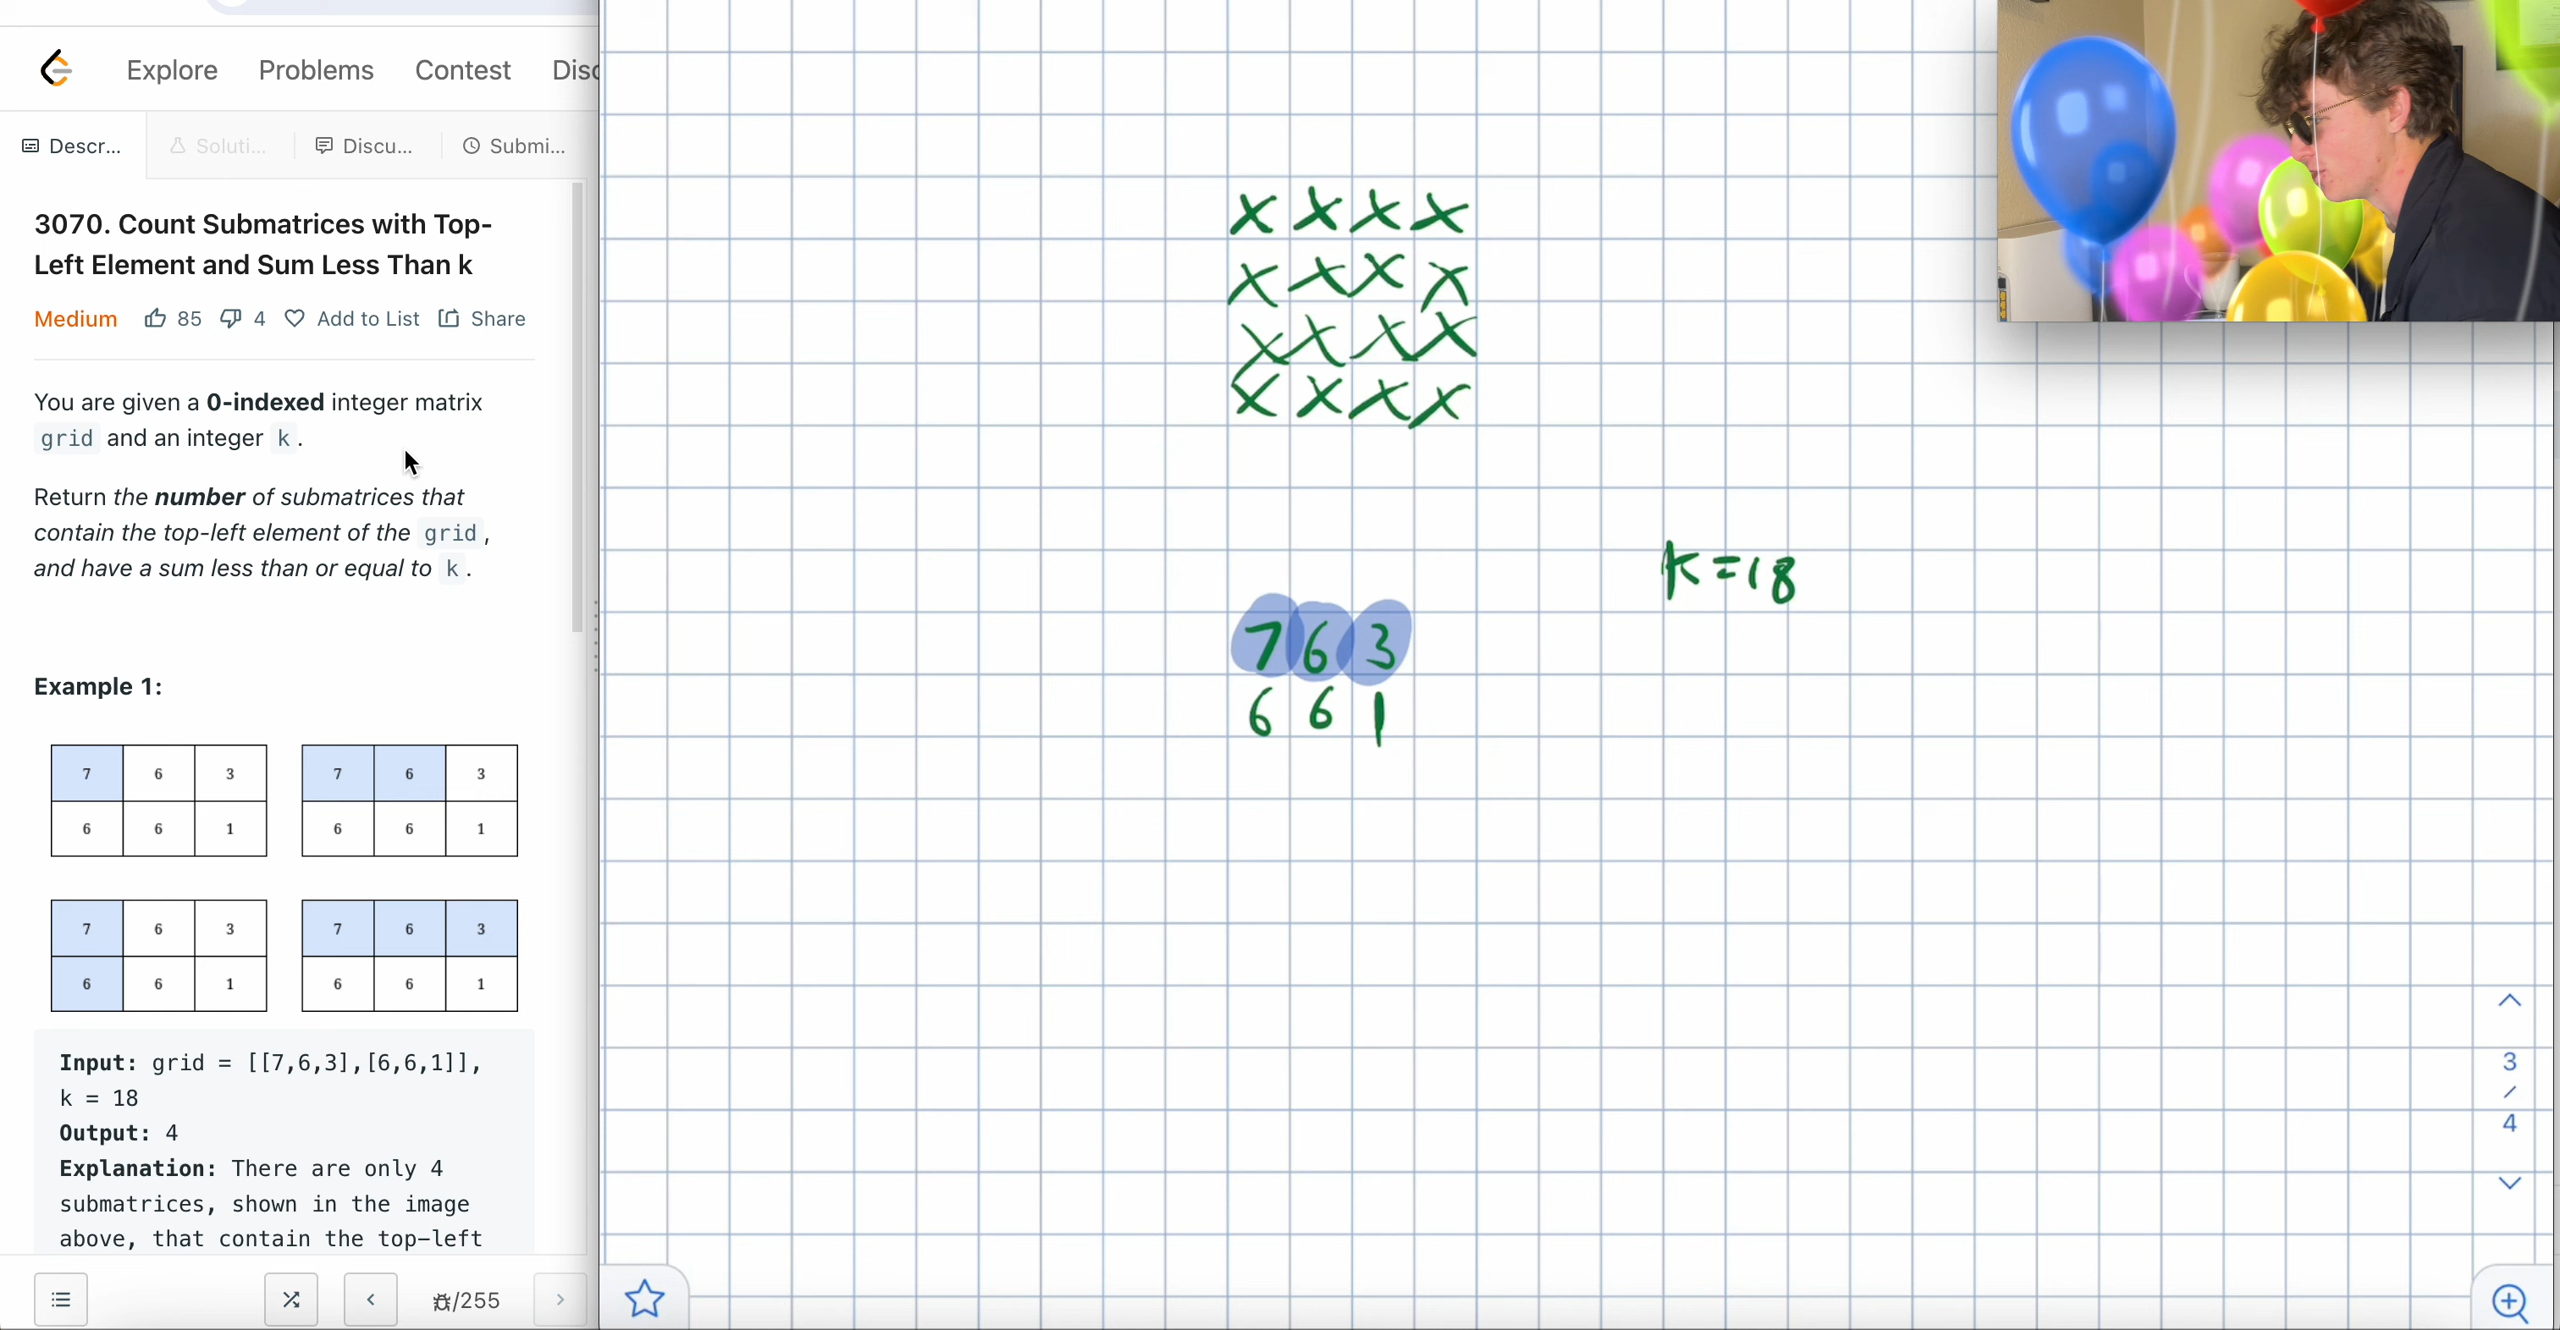 Explore Problems Contest Disc
Descr... Soluti... Discu... Submi...
3070. Count Submatrices with Top-
Left Element and Sum Less Than k
Medium 85 4 Add to List Share
You are given a 0-indexed integer matrix
grid and an integer k.
Return the number of submatrices that
contain the top-left element of the grid,
and have a sum less than or equal to k.
Example 1:
7 6 3 7 6 3
6 6 1 6 6 1
7 6 3 7 6 3
6 6 1 6 6 1
Input: grid = [[7,6,3],[6,6,1]],
k = 18
Output: 4
Explanation: There are only 4
submatrices, shown in the image
above, that contain the top-left
/255
x x x x
x x x x
x x x x
x x x x
k=18
7 6 3
6 6 1
3
/
4